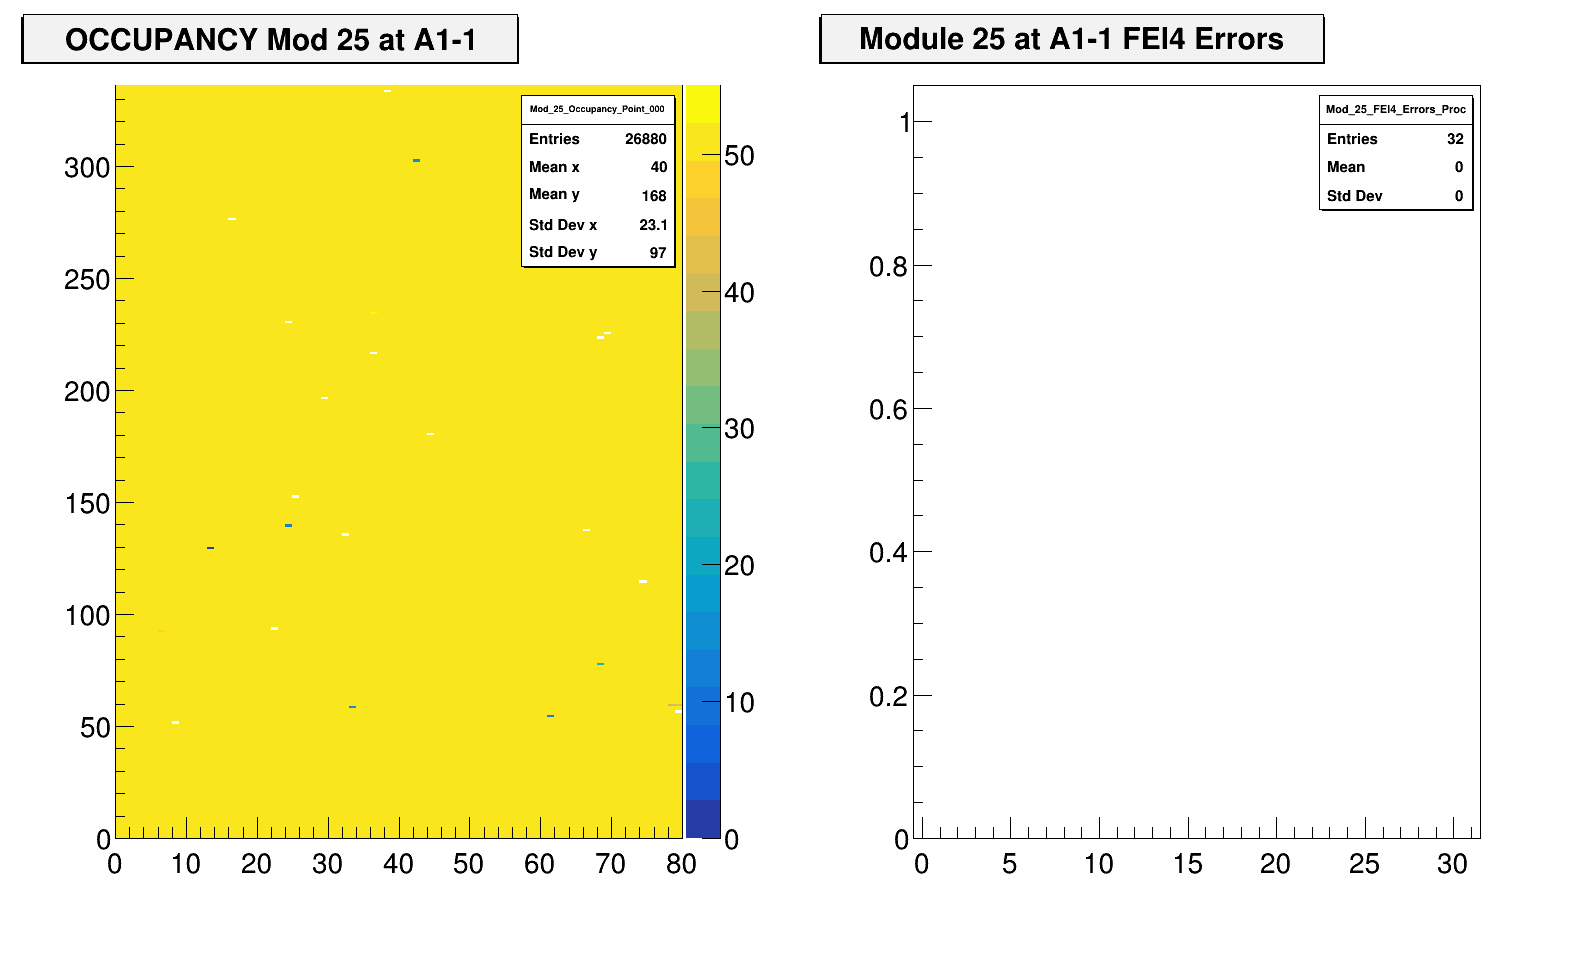 OCCUPANCY Mod 25 at A1-1
Mod_25_Occupancy_Point_000
Entries 26880
Mean x 40
Mean y 168
Std Dev x 23.1
Std Dev y 97
300
250
200
150
100
50
0
0 10 20 30 40 50 60 70 80
50
40
30
20
10
0
Module 25 at A1-1 FEI4 Errors
Mod_25_FEI4_Errors_Proc
Entries 32
Mean 0
Std Dev 0
1
0.8
0.6
0.4
0.2
0
0 5 10 15 20 25 30